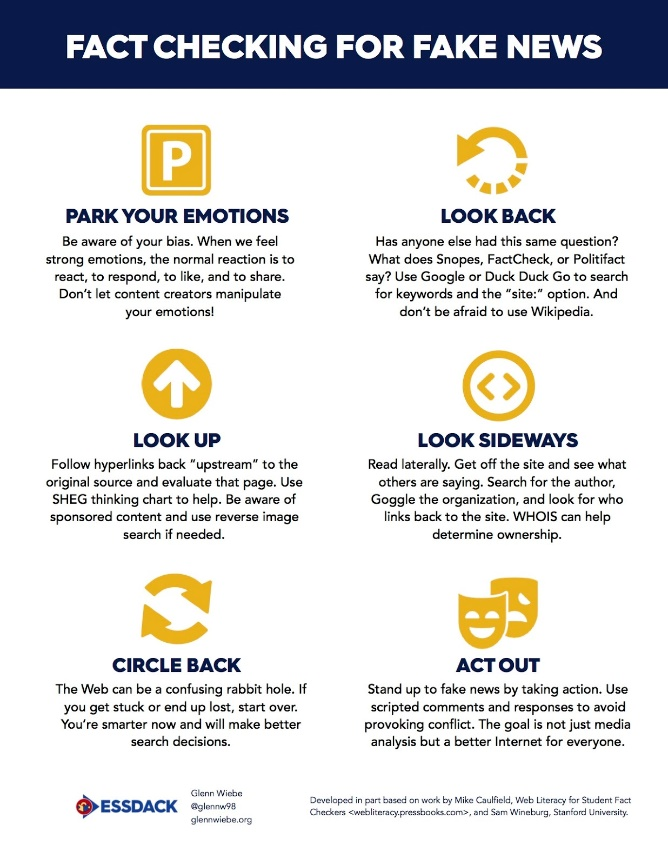 FACT CHECKING FOR FAKE NEWS
P
PARK YOUR EMOTIONS
Be aware of your bias. When we feel
strong emotions, the normal reaction is to
react, to respond, to like, and to share.
Don't let content creators manipulate
your emotions!
LOOK BACK
Has anyone else had this same question?
What does Snopes, FactCheck, or Politifact
say? Use Google or Duck Duck Go to search
for keywords and the "site:" option. And
don't be afraid to use Wikipedia.
LOOK UP
Follow hyperlinks back "upstream" to the
original source and evaluate that page. Use
SHEG thinking chart to help. Be aware of
sponsored content and use reverse image
search if needed.
LOOK SIDEWAYS
Read laterally. Get off the site and see what
others are saying. Search for the author,
Goggle the organization, and look for who
links back to the site. WHOIS can help
determine ownership.
CIRCLE BACK
The Web can be a confusing rabbit hole. If
you get stuck or end up lost, start over.
You're smarter now and will make better
search decisions.
ACT OUT
Stand up to fake news by taking action. Use
scripted comments and responses to avoid
provoking conflict. The goal is not just media
analysis but a better Internet for everyone.
ESSDACK
Glenn Wiebe
@glennw98
glennwiebe.org
Developed in part based on work by Mike Caulfield, Web Literacy for Student Fact
Checkers <webliteracy.pressbooks.com>, and Sam Wineburg, Stanford University.